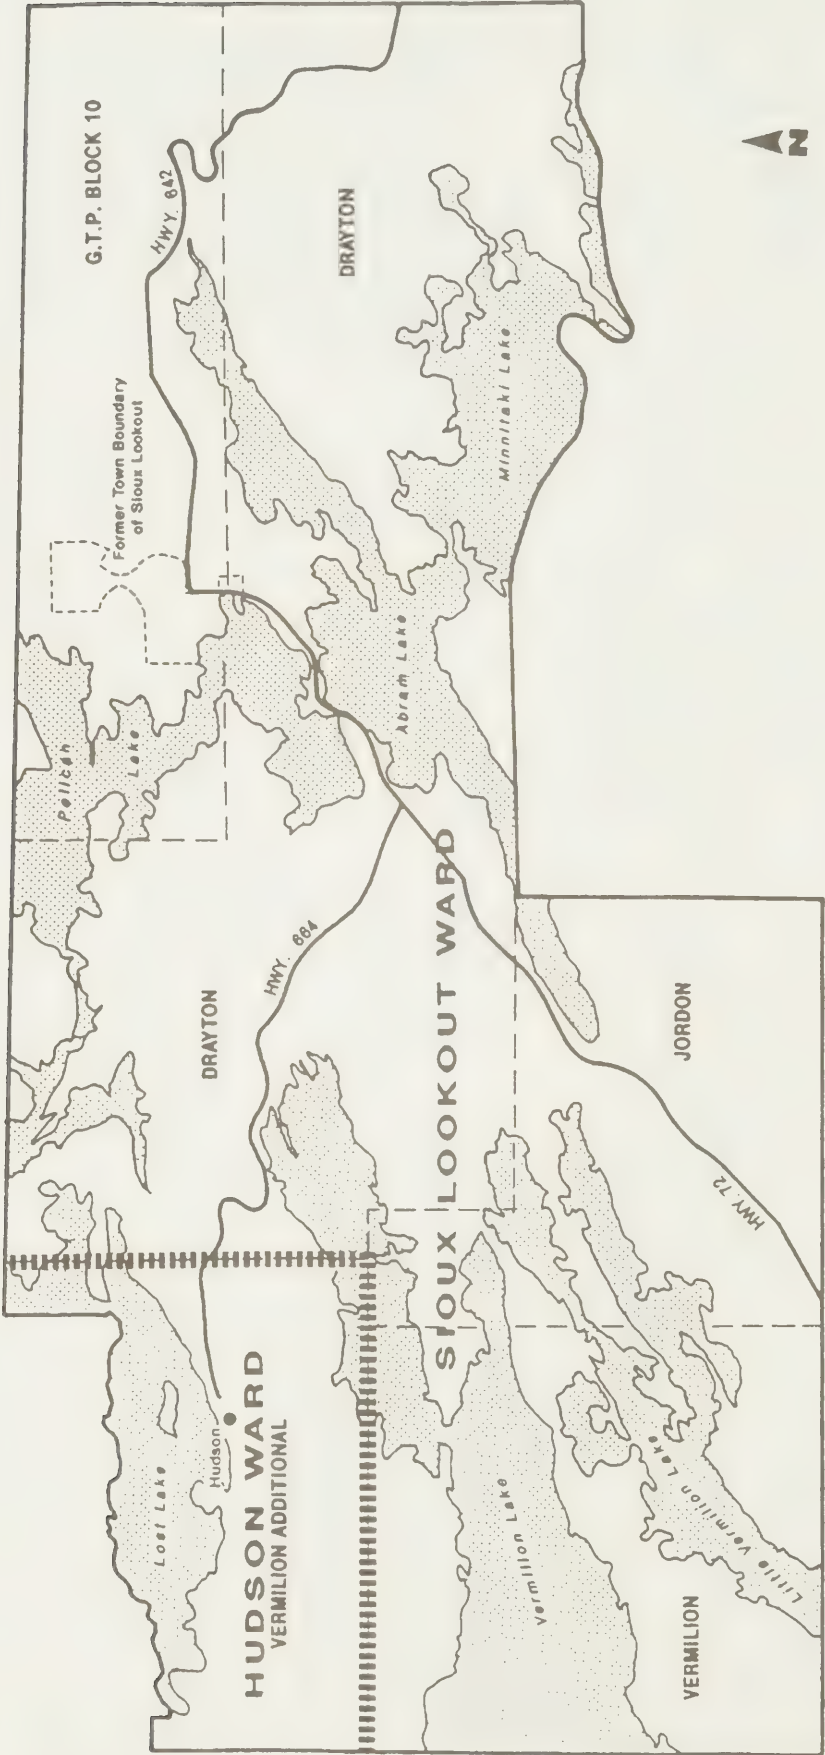 G.T.P. BLOCK 10
HWY. 642
DRAYTON
Former Town Boundary
of Sioux Lookout
Minnitaki Lake
Abram Lake
Pelican
Lake
HWY. 664
DRAYTON
SIOUX LOOKOUT WARD
JORDON
HWY 72
HUDSON WARD
VERMILION ADDITIONAL
Hudson
Lost Lake
Vermilion Lake
Little Vermilion Lake
VERMILION
N